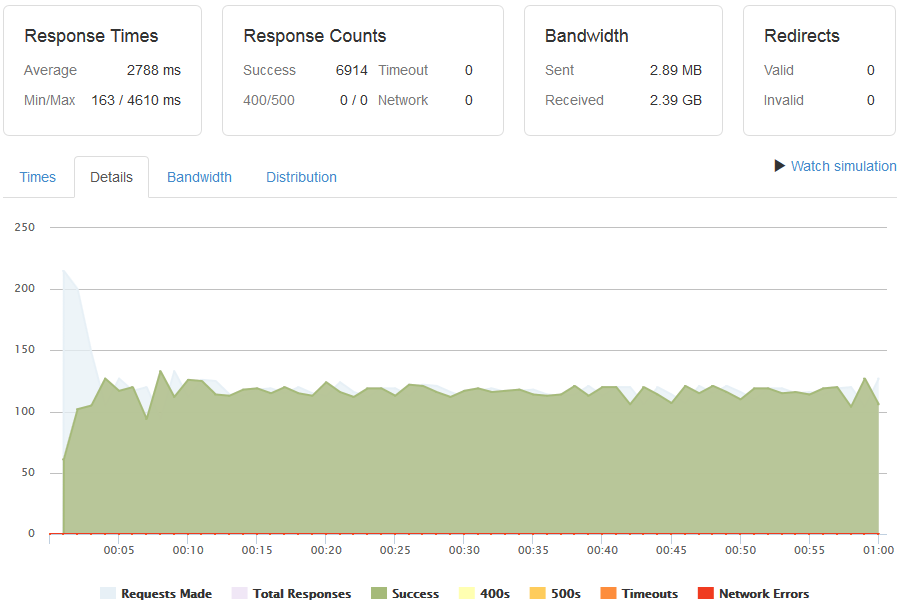 Response Times
Average 2788 ms
Min/Max 163 / 4610 ms
Response Counts
Success 6914 Timeout 0
400/500 0 / 0 Network 0
Bandwidth
Sent 2.89 MB
Received 2.39 GB
Redirects
Valid 0
Invalid 0
Times Details Bandwidth Distribution
Watch simulation
250
200
150
100
50
0
00:05 00:10 00:15 00:20 00:25 00:30 00:35 00:40 00:45 00:50 00:55 01:00
Requests Made Total Responses Success 400s 500s Timeouts Network Errors